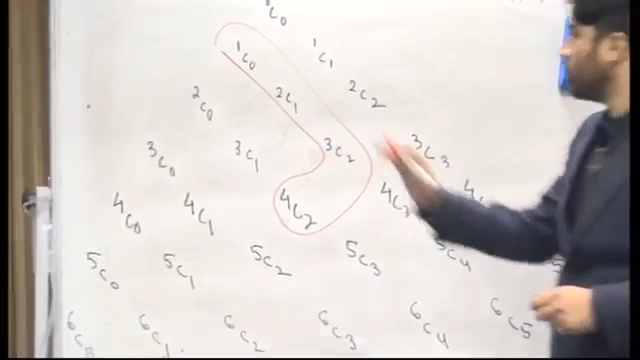 ⁰C₀
¹C₀ ¹C₁
²C₀ ²C₁ ²C₂
³C₀ ³C₁ ³C₂ ³C₃
⁴C₀ ⁴C₁ ⁴C₂ ⁴C₃
⁵C₀ ⁵C₁ ⁵C₂ ⁵C₃ ⁵C₄
⁶C₀ ⁶C₁ ⁶C₂ ⁶C₃ ⁶C₄ ⁶C₅